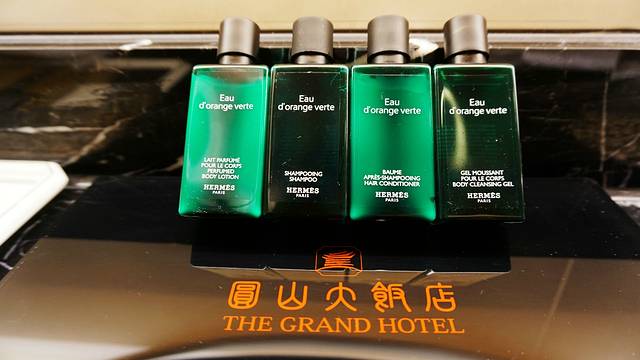 Eau
d'orange verte
LAIT PARFUMÉ
POUR LE CORPS
PERFUMED
BODY LOTION
HERMÈS
PARIS
Eau
d'orange verte
SHAMPOOING
SHAMPOO
HERMÈS
PARIS
Eau
d'orange verte
BAUME
APRÈS-SHAMPOOING
HAIR CONDITIONER
HERMÈS
PARIS
Eau
d'orange verte
GEL MOUSSANT
POUR LE CORPS
BODY CLEANSING GEL
HERMÈS
PARIS
圓山大飯店
THE GRAND HOTEL